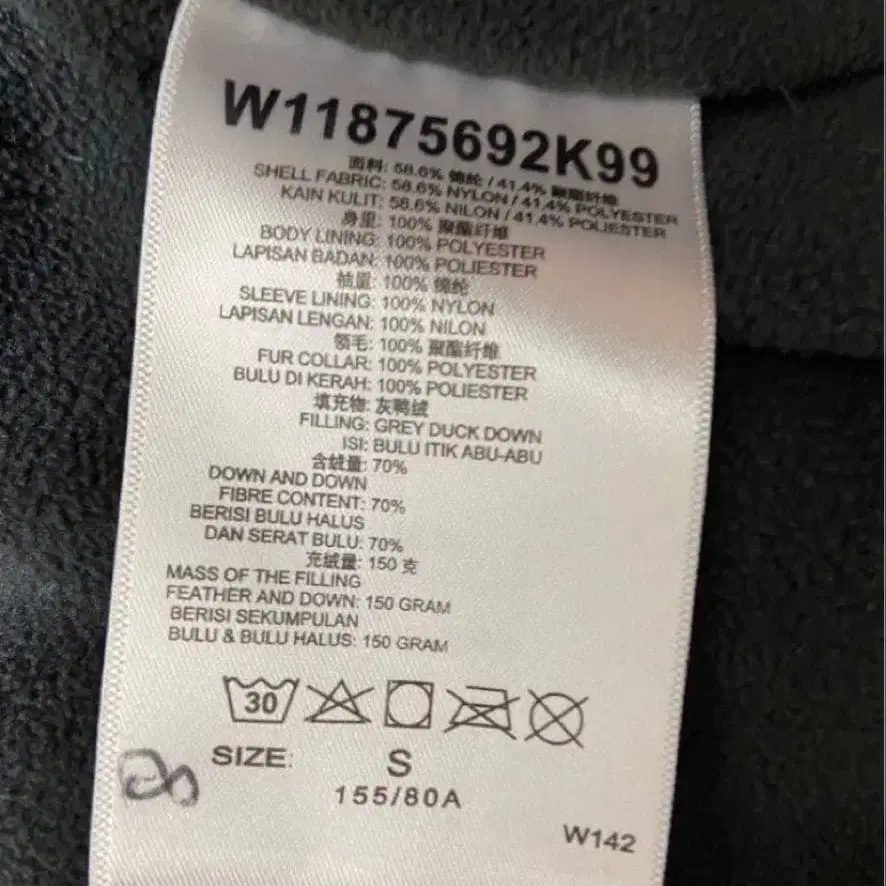 W11875692K99
面料: 58.6% 锦纶 / 41.4% 聚酯纤维
SHELL FABRIC: 58.6% NYLON / 41.4% POLYESTER
KAIN KULIT: 58.6% NILON / 41.4% POLIESTER
身里: 100% 聚酯纤维
BODY LINING: 100% POLYESTER
LAPISAN BADAN: 100% POLIESTER
袖里: 100% 锦纶
SLEEVE LINING: 100% NYLON
LAPISAN LENGAN: 100% NILON
领毛: 100% 聚酯纤维
FUR COLLAR: 100% POLYESTER
BULU DI KERAH: 100% POLIESTER
填充物: 灰鸭绒
FILLING: GREY DUCK DOWN
ISI: BULU ITIK ABU-ABU
含绒量: 70%
DOWN AND DOWN
FIBRE CONTENT: 70%
BERISI BULU HALUS
DAN SERAT BULU: 70%
充绒量: 150 克
MASS OF THE FILLING
FEATHER AND DOWN: 150 GRAM
BERISI SEKUMPULAN
BULU & BULU HALUS: 150 GRAM
30
SIZE: S
155/80A
W142